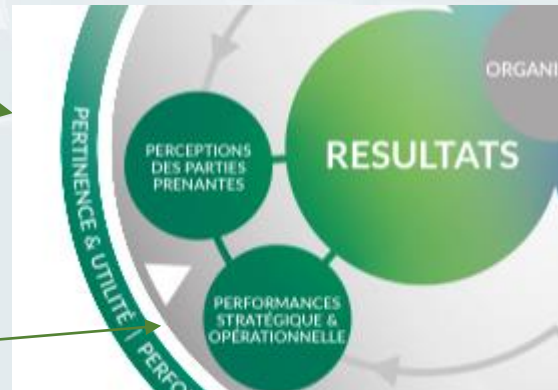 ORGANI
PERCEPTIONS
DES PARTIES
PRENANTES
RESULTATS
PERFORMANCES
STRATÉGIQUE &
OPÉRATIONNELLE
PERTINENCE & UTILITÉ | PERFO